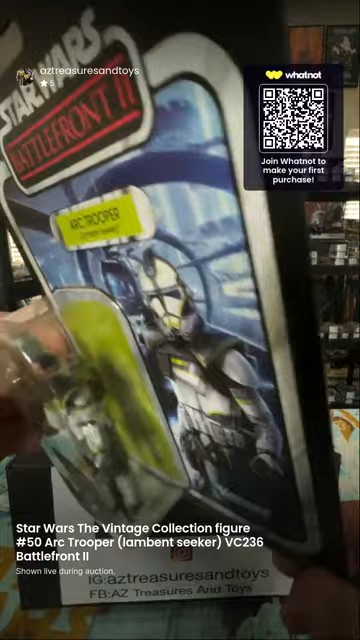 aztreasuresandtoys
★5
whatnot
Join Whatnot to
make your first
purchase!
STAR WARS
BATTLEFRONT II
ARC TROOPER
Star Wars The Vintage Collection figure
#50 Arc Trooper (lambent seeker) VC236
Battlefront II
Shown live during auction.
IG:aztreasuresandtoys
FB:AZ Treasures And Toys